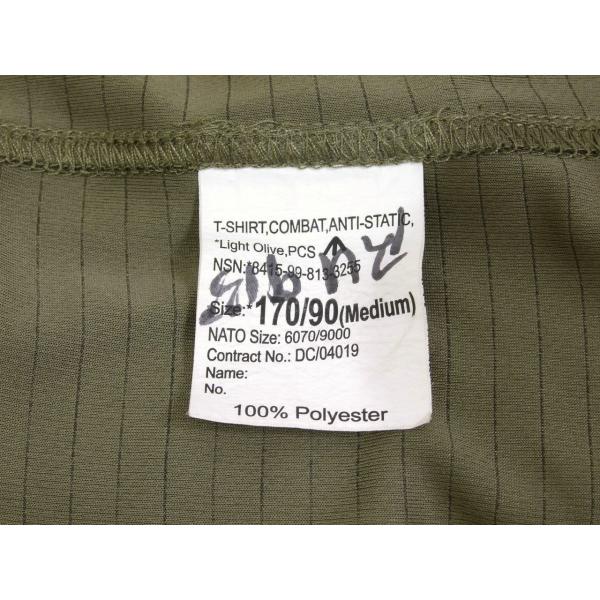 T-SHIRT,COMBAT,ANTI-STATIC,
*Light Olive,PCS
NSN:*8415-99-813-3255
Size:*170/90(Medium)
NATO Size: 6070/9000
Contract No.: DC/04019
Name:
No.
100% Polyester